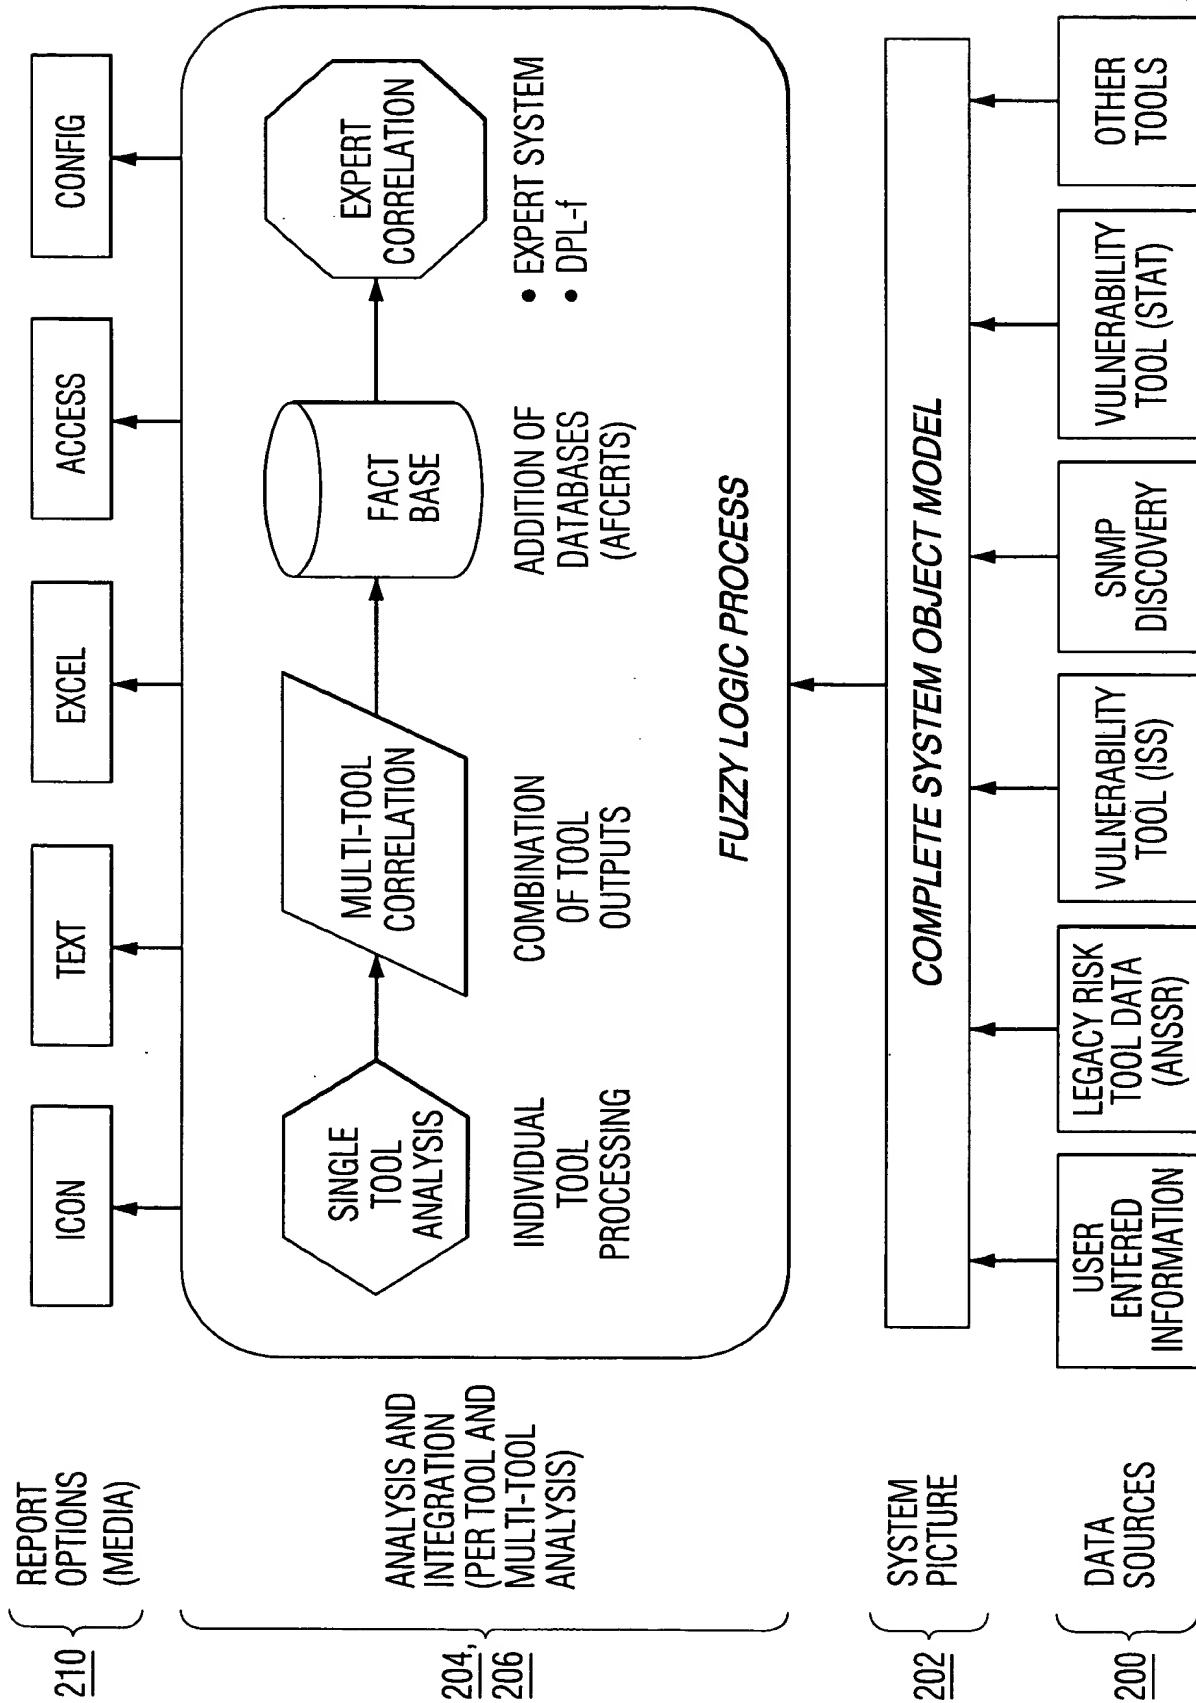 210
REPORT
OPTIONS
(MEDIA)
ICON
TEXT
EXCEL
ACCESS
CONFIG
204,
206
ANALYSIS AND
INTEGRATION
(PER TOOL AND
MULTI-TOOL
ANALYSIS)
SINGLE
TOOL
ANALYSIS
MULTI-TOOL
CORRELATION
FACT
BASE
EXPERT
CORRELATION
INDIVIDUAL
TOOL
PROCESSING
COMBINATION
OF TOOL
OUTPUTS
ADDITION OF
DATABASES
(AFCERTS)
• EXPERT SYSTEM
• DPL-f
FUZZY LOGIC PROCESS
202
SYSTEM
PICTURE
COMPLETE SYSTEM OBJECT MODEL
200
DATA
SOURCES
USER
ENTERED
INFORMATION
LEGACY RISK
TOOL DATA
(ANSSR)
VULNERABILITY
TOOL (ISS)
SNMP
DISCOVERY
VULNERABILITY
TOOL (STAT)
OTHER
TOOLS